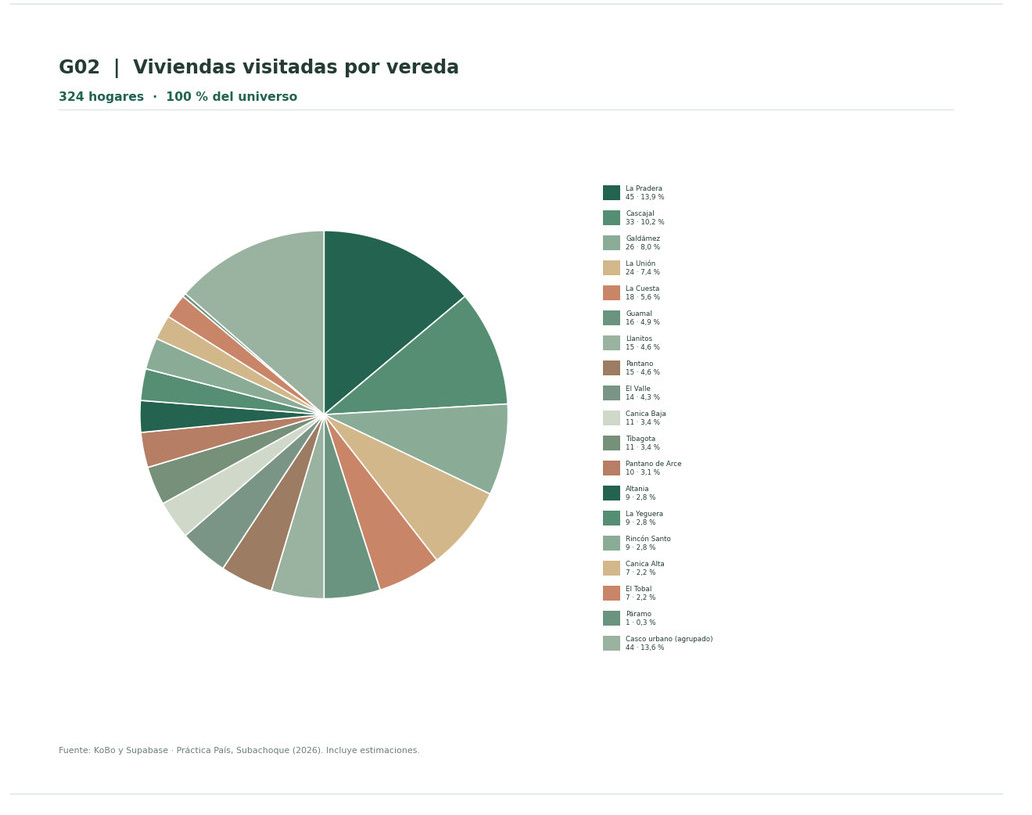 G02 | Viviendas visitadas por vereda
324 hogares · 100 % del universo
La Pradera
45 · 13,9 %
Cascajal
33 · 10,2 %
Galdámez
26 · 8,0 %
La Unión
24 · 7,4 %
La Cuesta
18 · 5,6 %
Guamal
16 · 4,9 %
Llanitos
15 · 4,6 %
Pantano
15 · 4,6 %
El Valle
14 · 4,3 %
Canica Baja
11 · 3,4 %
Tibagota
11 · 3,4 %
Pantano de Arce
10 · 3,1 %
Altania
9 · 2,8 %
La Yeguera
9 · 2,8 %
Rincón Santo
9 · 2,8 %
Canica Alta
7 · 2,2 %
El Tobal
7 · 2,2 %
Páramo
1 · 0,3 %
Casco urbano (agrupado)
44 · 13,6 %
Fuente: KoBo y Supabase · Práctica País, Subachoque (2026). Incluye estimaciones.